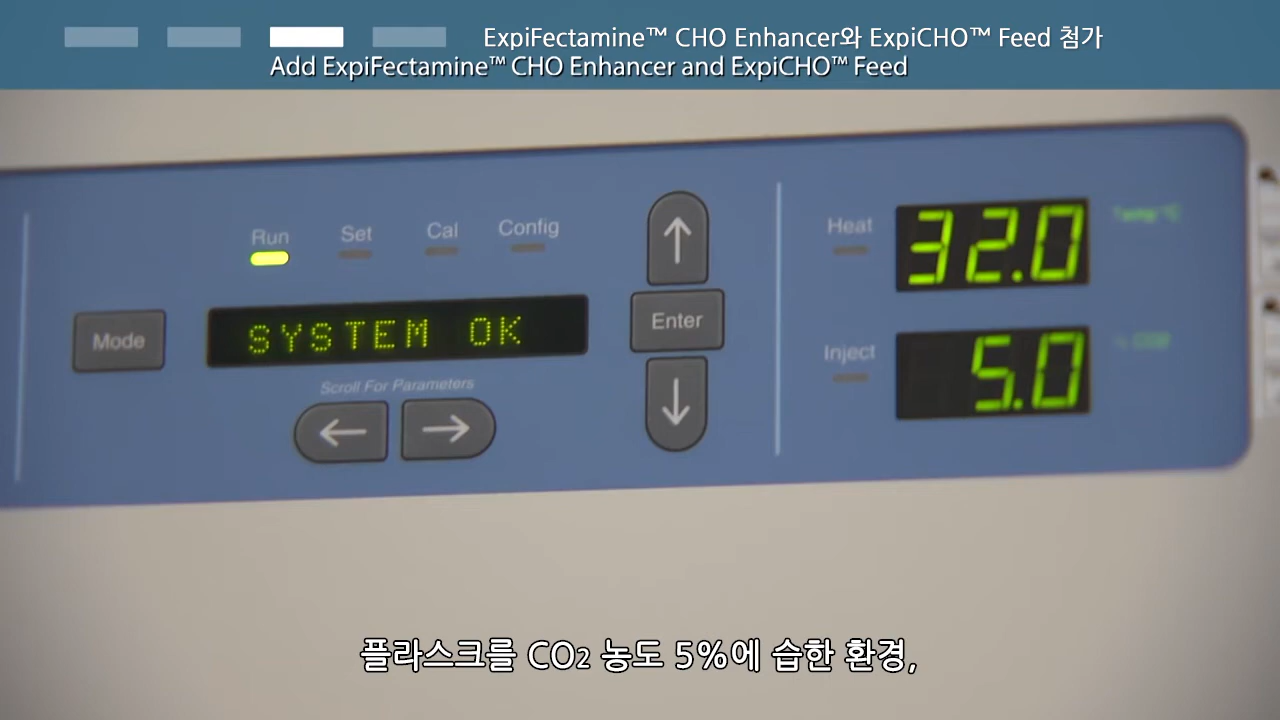 ExpiFectamine™ CHO Enhancer와 ExpiCHO™ Feed 첨가
Add ExpiFectamine™ CHO Enhancer and ExpiCHO™ Feed
Run Set Cal Config
Heat 32.0 Temp °C
Mode SYSTEM OK Enter
Inject 5.0 % CO2
Scroll For Parameters
플라스크를 CO2 농도 5%에 습한 환경,